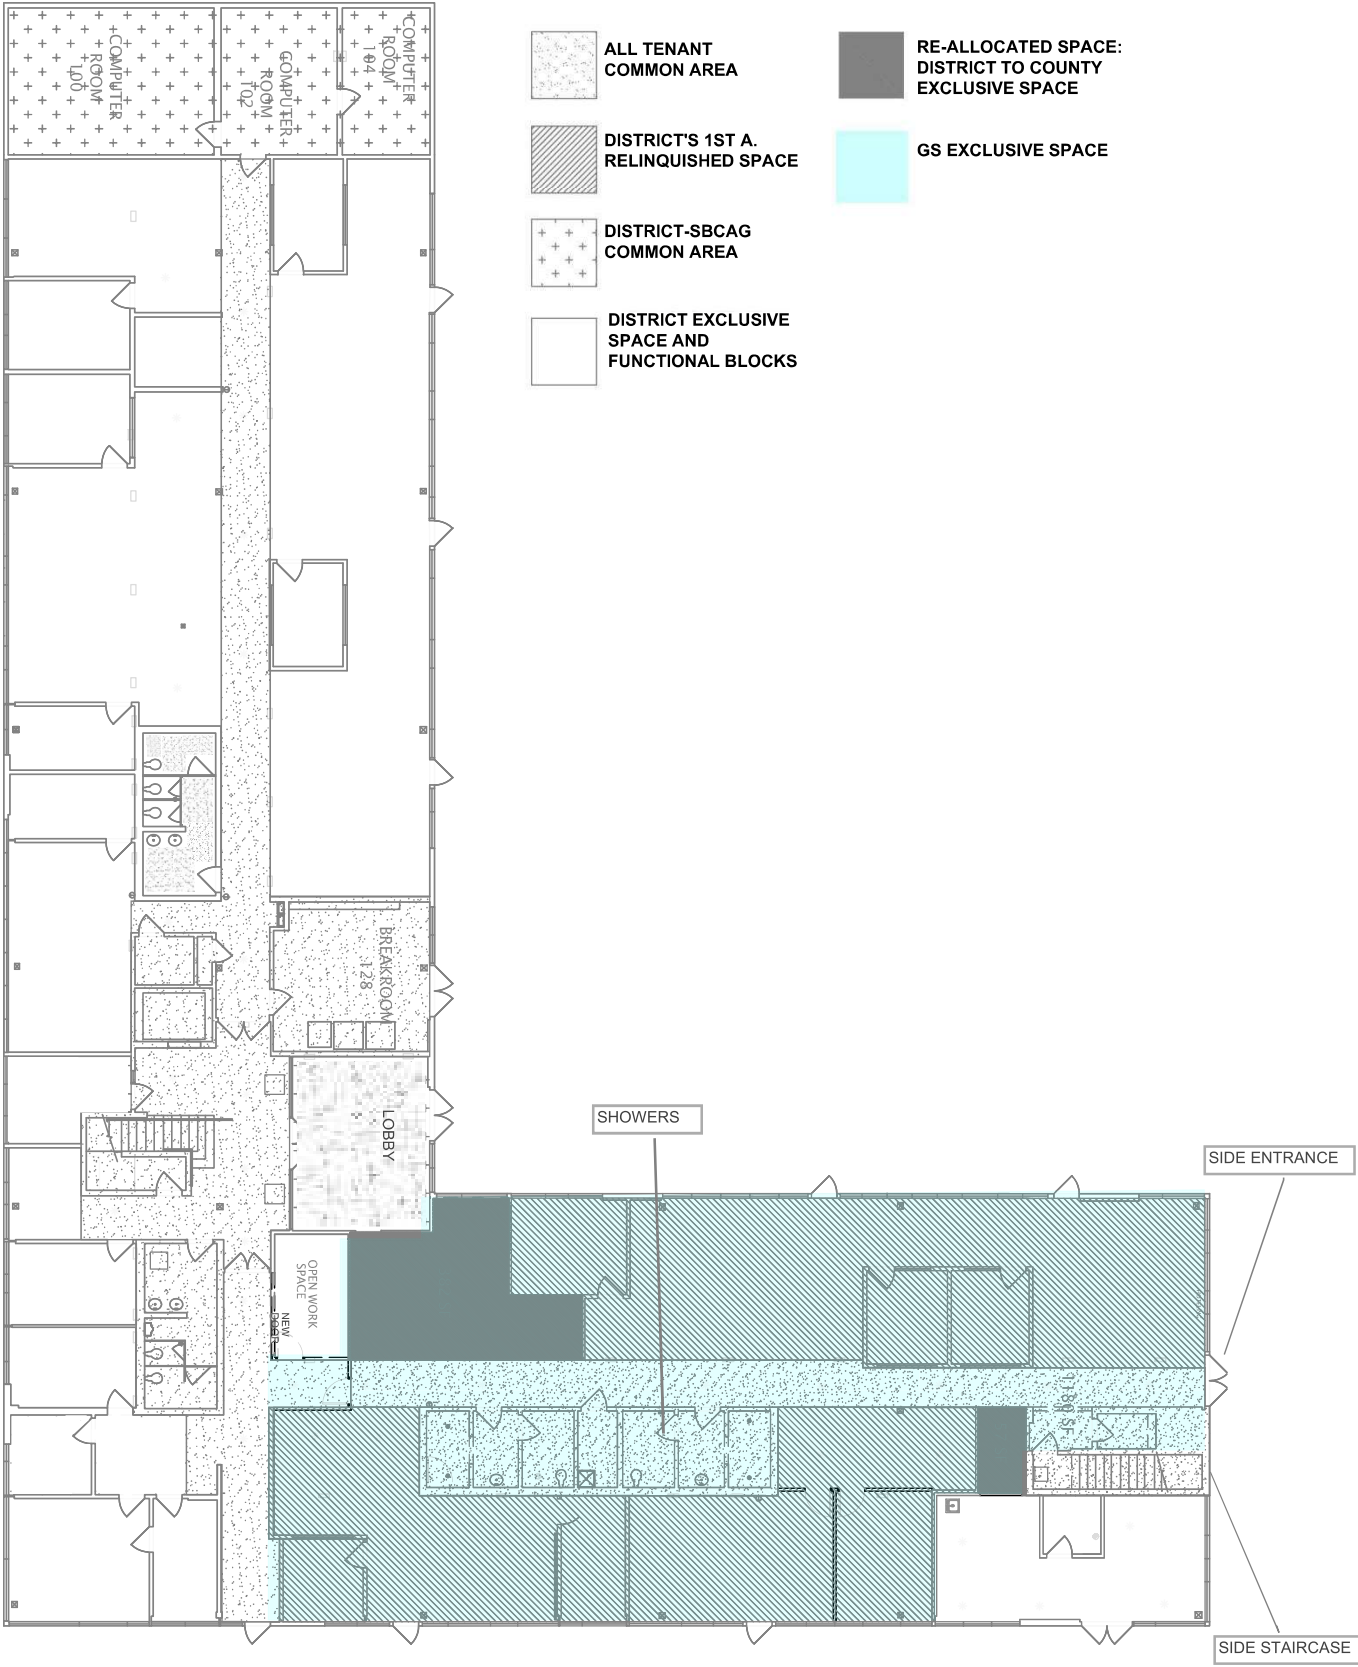 COMPUTER
ROOM
100
COMPUTER
ROOM
102
COMPUTER
ROOM
104
ALL TENANT
COMMON AREA
DISTRICT'S 1ST A.
RELINQUISHED SPACE
DISTRICT-SBCAG
COMMON AREA
DISTRICT EXCLUSIVE
SPACE AND
FUNCTIONAL BLOCKS
RE-ALLOCATED SPACE:
DISTRICT TO COUNTY
EXCLUSIVE SPACE
GS EXCLUSIVE SPACE
BREAKROOM
128
LOBBY
SHOWERS
SIDE ENTRANCE
OPEN WORK
SPACE
NEW
DOOR
1180 SF
SIDE STAIRCASE